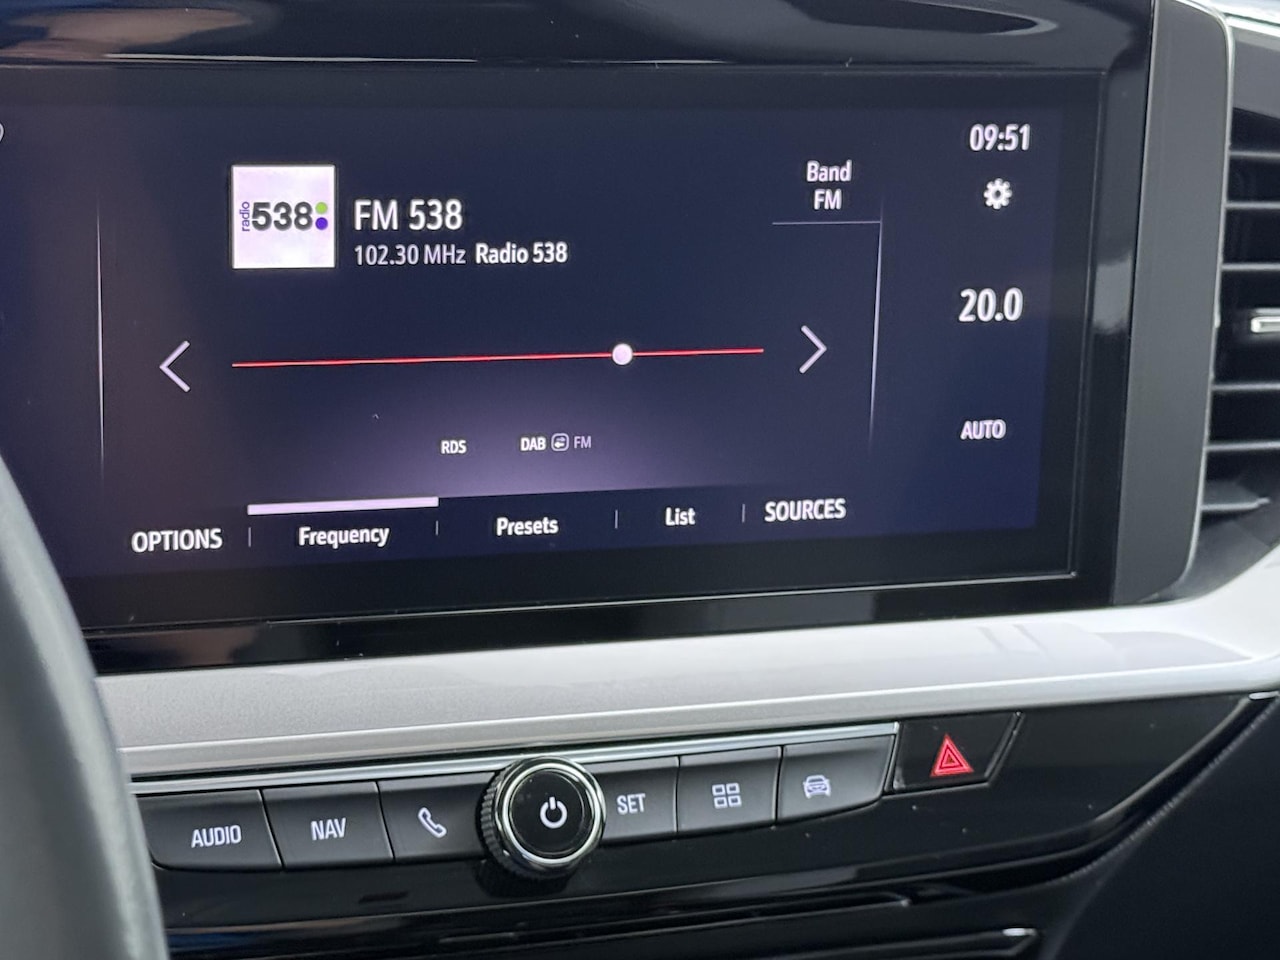 09:51
Band
FM
radio
538
FM 538
102.30 MHz Radio 538
20.0
RDS
DAB FM
AUTO
OPTIONS
Frequency
Presets
List
SOURCES
AUDIO
NAV
SET